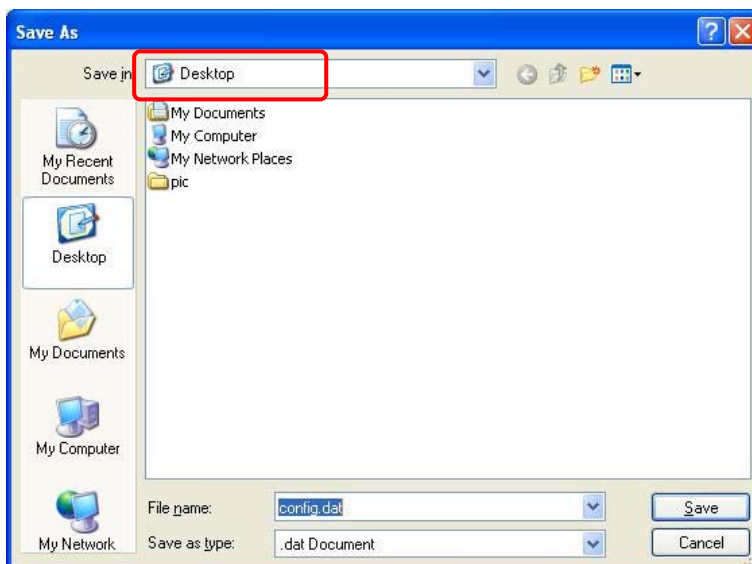 Save As
Save in
Desktop
My Documents
My Computer
My Network Places
pic
My Recent
Documents
Desktop
My Documents
My Computer
My Network
File name:
config.dat
Save
Save as type:
.dat Document
Cancel